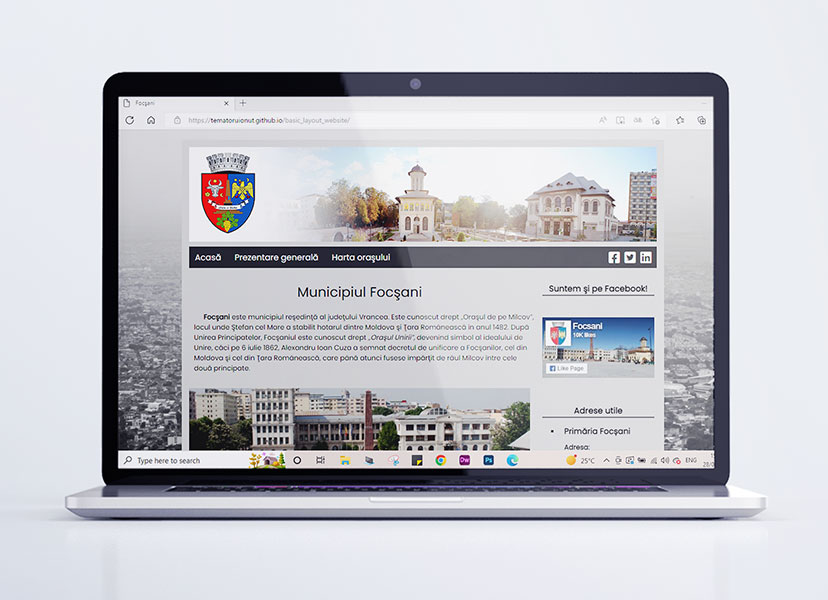 Focşani
https://tematoruionut.github.io/basic_layout_website/
Acasă Prezentare generală Harta oraşului
Municipiul Focşani
Focşani este municipiul reşedinţă al judeţului Vrancea. Este cunoscut drept „Oraşul de pe Milcov",
locul unde Ştefan cel Mare a stabilit hotarul dintre Moldova şi Ţara Românească în anul 1482. După
Unirea Principatelor, Focşaniul este cunoscut drept „Oraşul Unirii", devenind simbol al idealului de
Unire, căci pe 6 iulie 1862, Alexandru Ioan Cuza a semnat decretul de unificare a Focşanilor, cel din
Moldova şi cel din Ţara Românească, care până atunci fusese împărţit de râul Milcov între cele
două principate.
Suntem şi pe Facebook!
Focsani
10K likes
Like Page
Adrese utile
Primăria Focşani
Adresa:
Type here to search
Dw
Ps
25°C
ENG